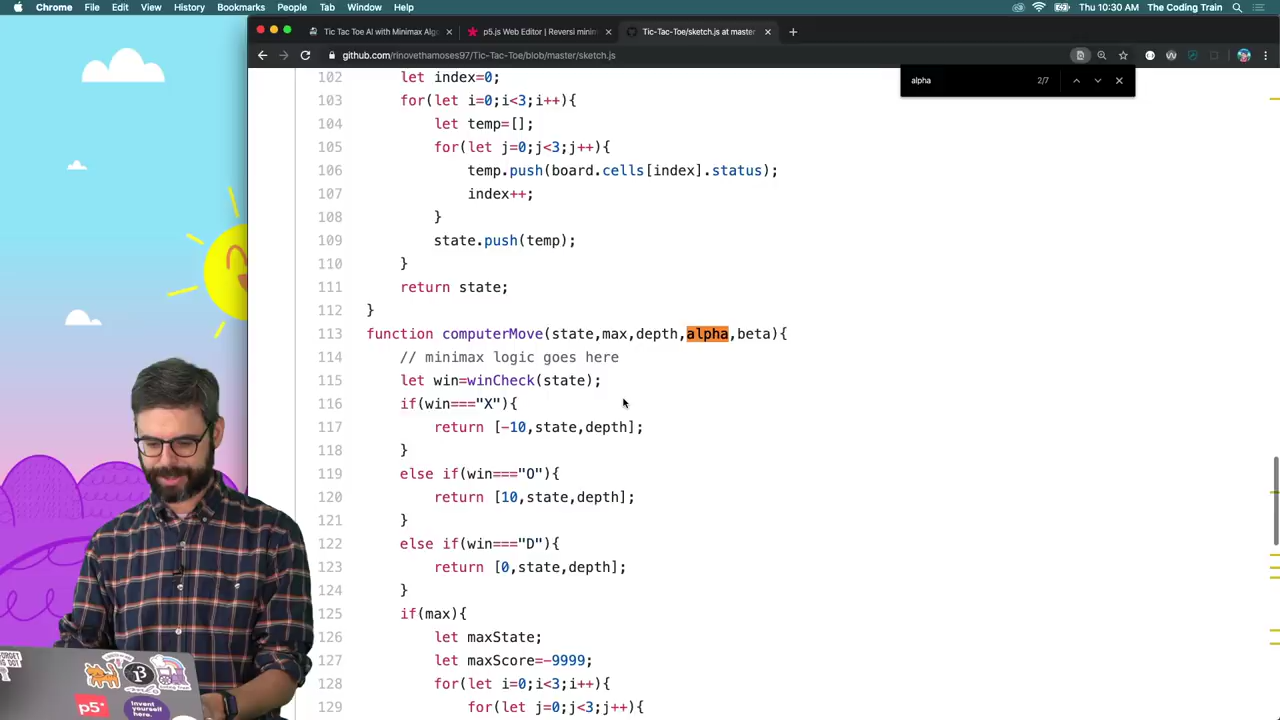 Chrome File Edit View History Bookmarks People Tab Window Help
Thu 10:30 AM The Coding Train
Tic Tac Toe AI with Minimax Alg
p5.js Web Editor | Reversi minim
Tic-Tac-Toe/sketch.js at master
github.com/rinovethamoses97/Tic-Tac-Toe/blob/master/sketch.js
alpha 2/7
102 let index=0;
103 for(let i=0;i<3;i++){
104 let temp=[];
105 for(let j=0;j<3;j++){
106 temp.push(board.cells[index].status);
107 index++;
108 }
109 state.push(temp);
110 }
111 return state;
112 }
113 function computerMove(state,max,depth,alpha,beta){
114 // minimax logic goes here
115 let win=winCheck(state);
116 if(win==="X"){
117 return [-10,state,depth];
118 }
119 else if(win==="O"){
120 return [10,state,depth];
121 }
122 else if(win==="D"){
123 return [0,state,depth];
124 }
125 if(max){
126 let maxState;
127 let maxScore=-9999;
128 for(let i=0;i<3;i++){
129 for(let j=0;j<3;j++){
p5*
Invent
yourself
here.